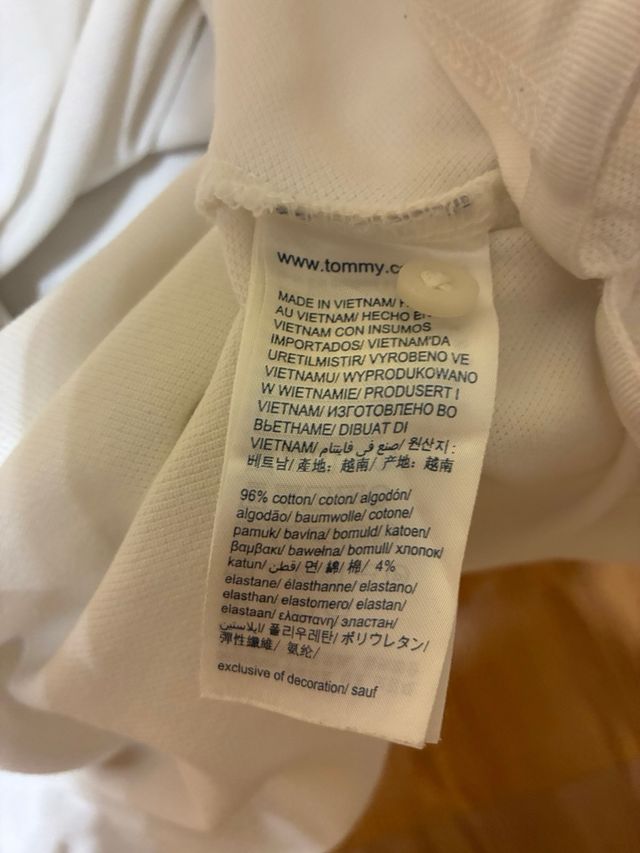 www.tommy.c
MADE IN VIETNAM/
AU VIETNAM/ HECHO EN
VIETNAM CON INSUMOS
IMPORTADOS/ VIETNAM'DA
URETILMISTIR/ VYROBENO VE
VIETNAMU/ WYPRODUKOWANO
W WIETNAMIE/ PRODUSERT I
VIETNAM/ ИЗГОТОВЛЕНО ВО
ВЬЕТНАМЕ/ DIBUAT DI
VIETNAM/ صنع في فايتنام/ 원산지 :
베트남/ 產地: 越南/ 产地: 越南
96% cotton/ coton/ algodón/
algodão/ baumwolle/ cotone/
pamuk/ bavlna/ bomuld/ katoen/
βαμβακι/ bawełna/ bomull/ хлопок/
katun/ قطن/ 면/ 綿/ 棉/ 4%
elastane/ élasthanne/ elastano/
elasthan/ elastomero/ elastan/
elastaan/ ελαστανη/ эластан/
ايلاستين/ 폴리우레탄/ ポリウレタン/
彈性纖維/ 氨纶/
exclusive of decoration/ sauf